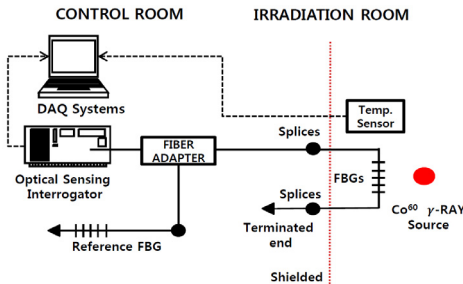 CONTROL ROOM
IRRADIATION ROOM
DAQ Systems
Temp.
Sensor
FIBER
ADAPTER
Splices
Optical Sensing
Interrogator
FBGs
Splices
Co⁶⁰ γ-RAY
Source
Reference FBG
Terminated
end
Shielded